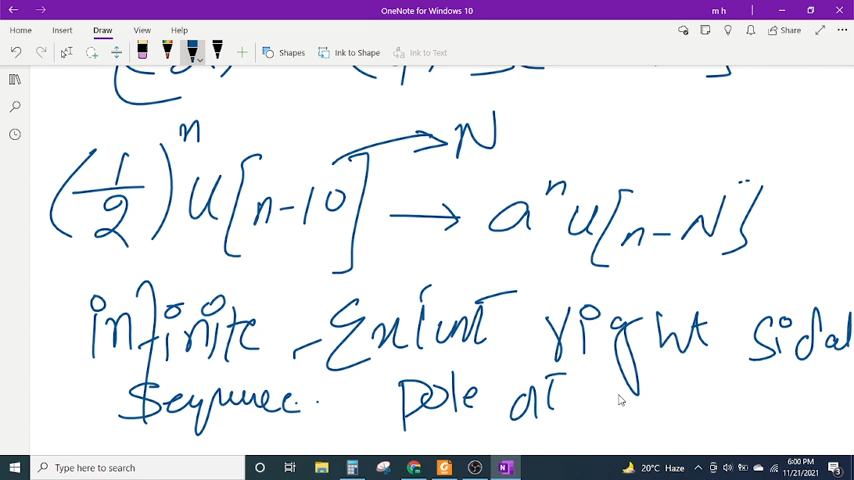 OneNote for Windows 10
m h
Home Insert Draw View Help
Share
Shapes Ink to Shape Ink to Text
n
N
(1/2) u[n-10] → aⁿ u[n-N]
infinite - Extent right sided
Sequence. pole at
Type here to search
20°C Haze
6:00 PM
11/21/2021
3